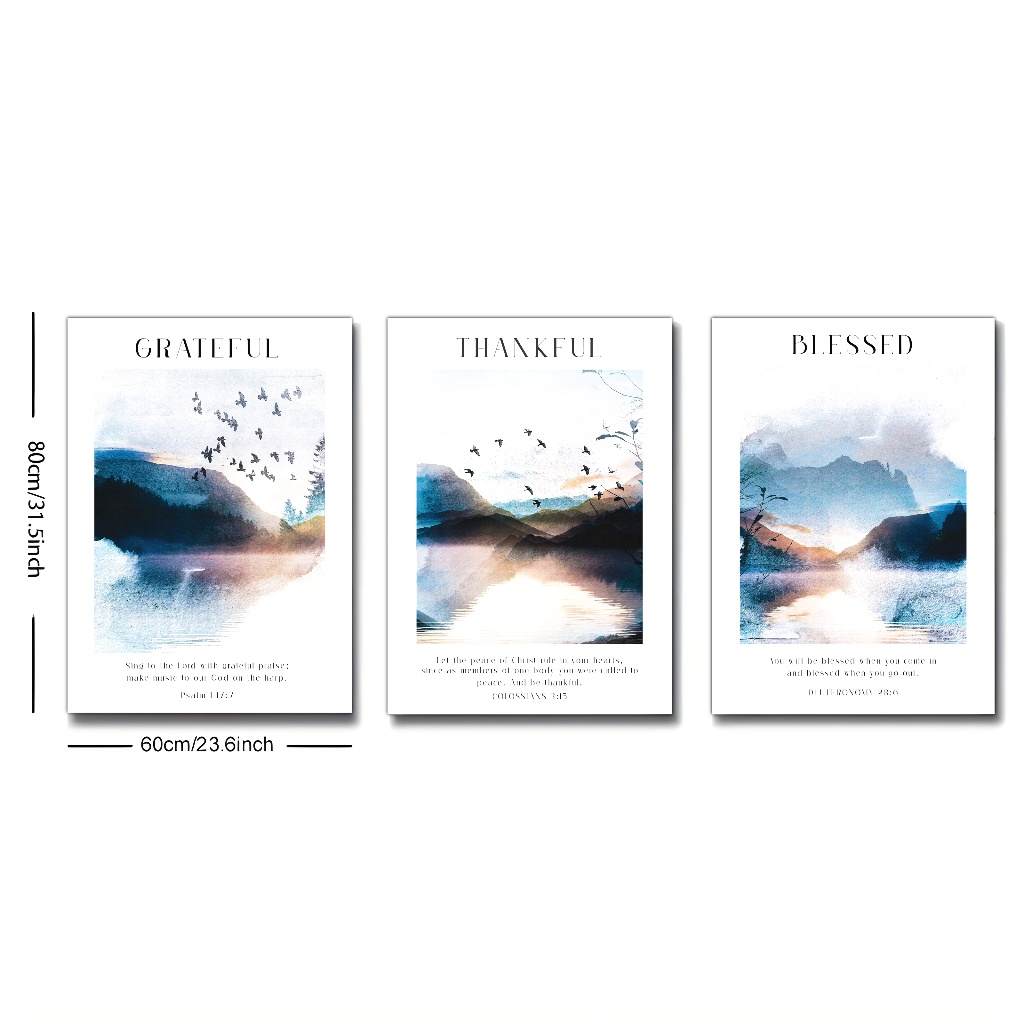 80cm/31.5inch
GRATEFUL
Sing to the Lord with grateful praise;
make music to our God on the harp.
Psalm 147:7
60cm/23.6inch
THANKFUL
Let the peace of Christ rule in your hearts,
since as members of one body you were called to
peace. And be thankful.
COLOSSIANS 3:15
BLESSED
You will be blessed when you come in
and blessed when you go out.
DEUTERONOMY 28:6